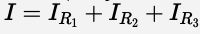 I = I_{R_1} + I_{R_2} + I_{R_3}